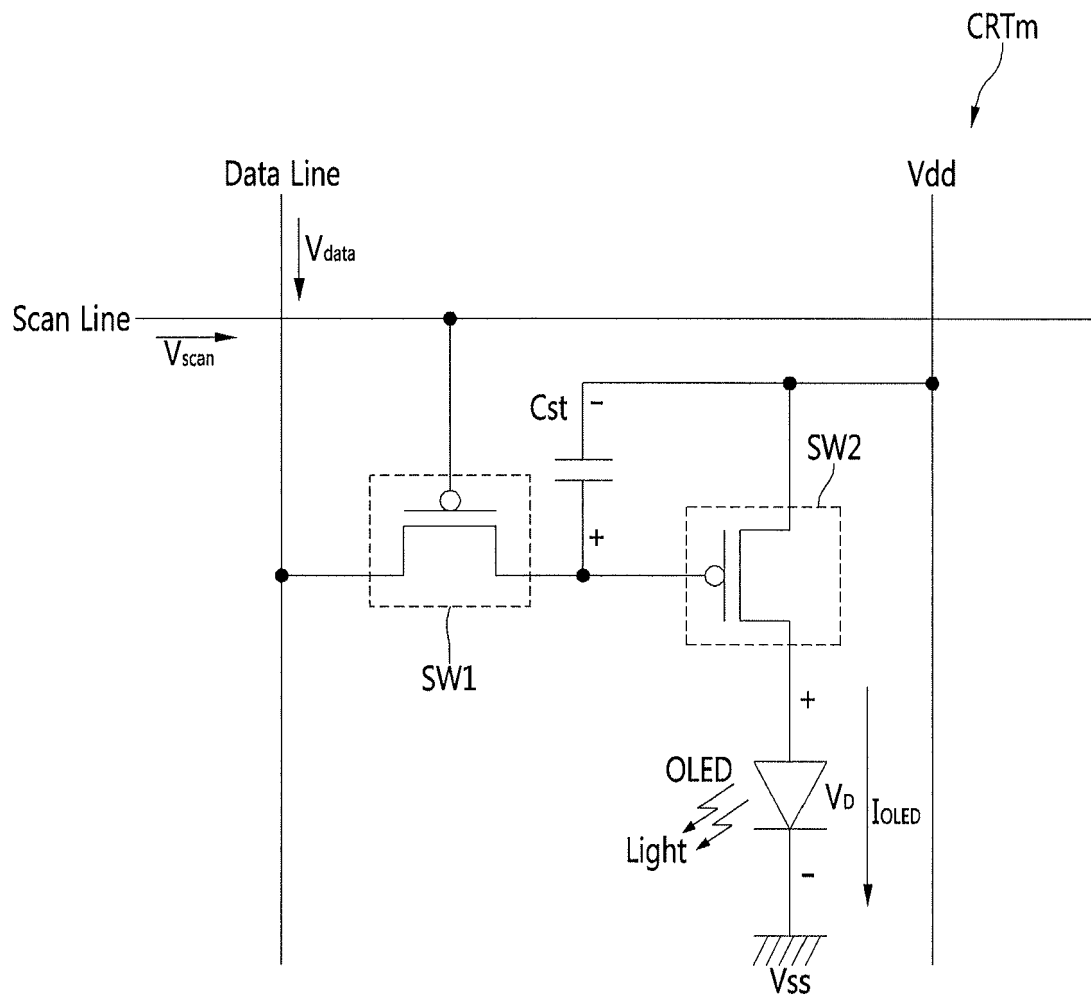 CRTm
Data Line
Vdd
Vdata
Scan Line
Vscan
Cst
-
SW2
+
SW1
+
OLED
VD
IOLED
Light
-
Vss